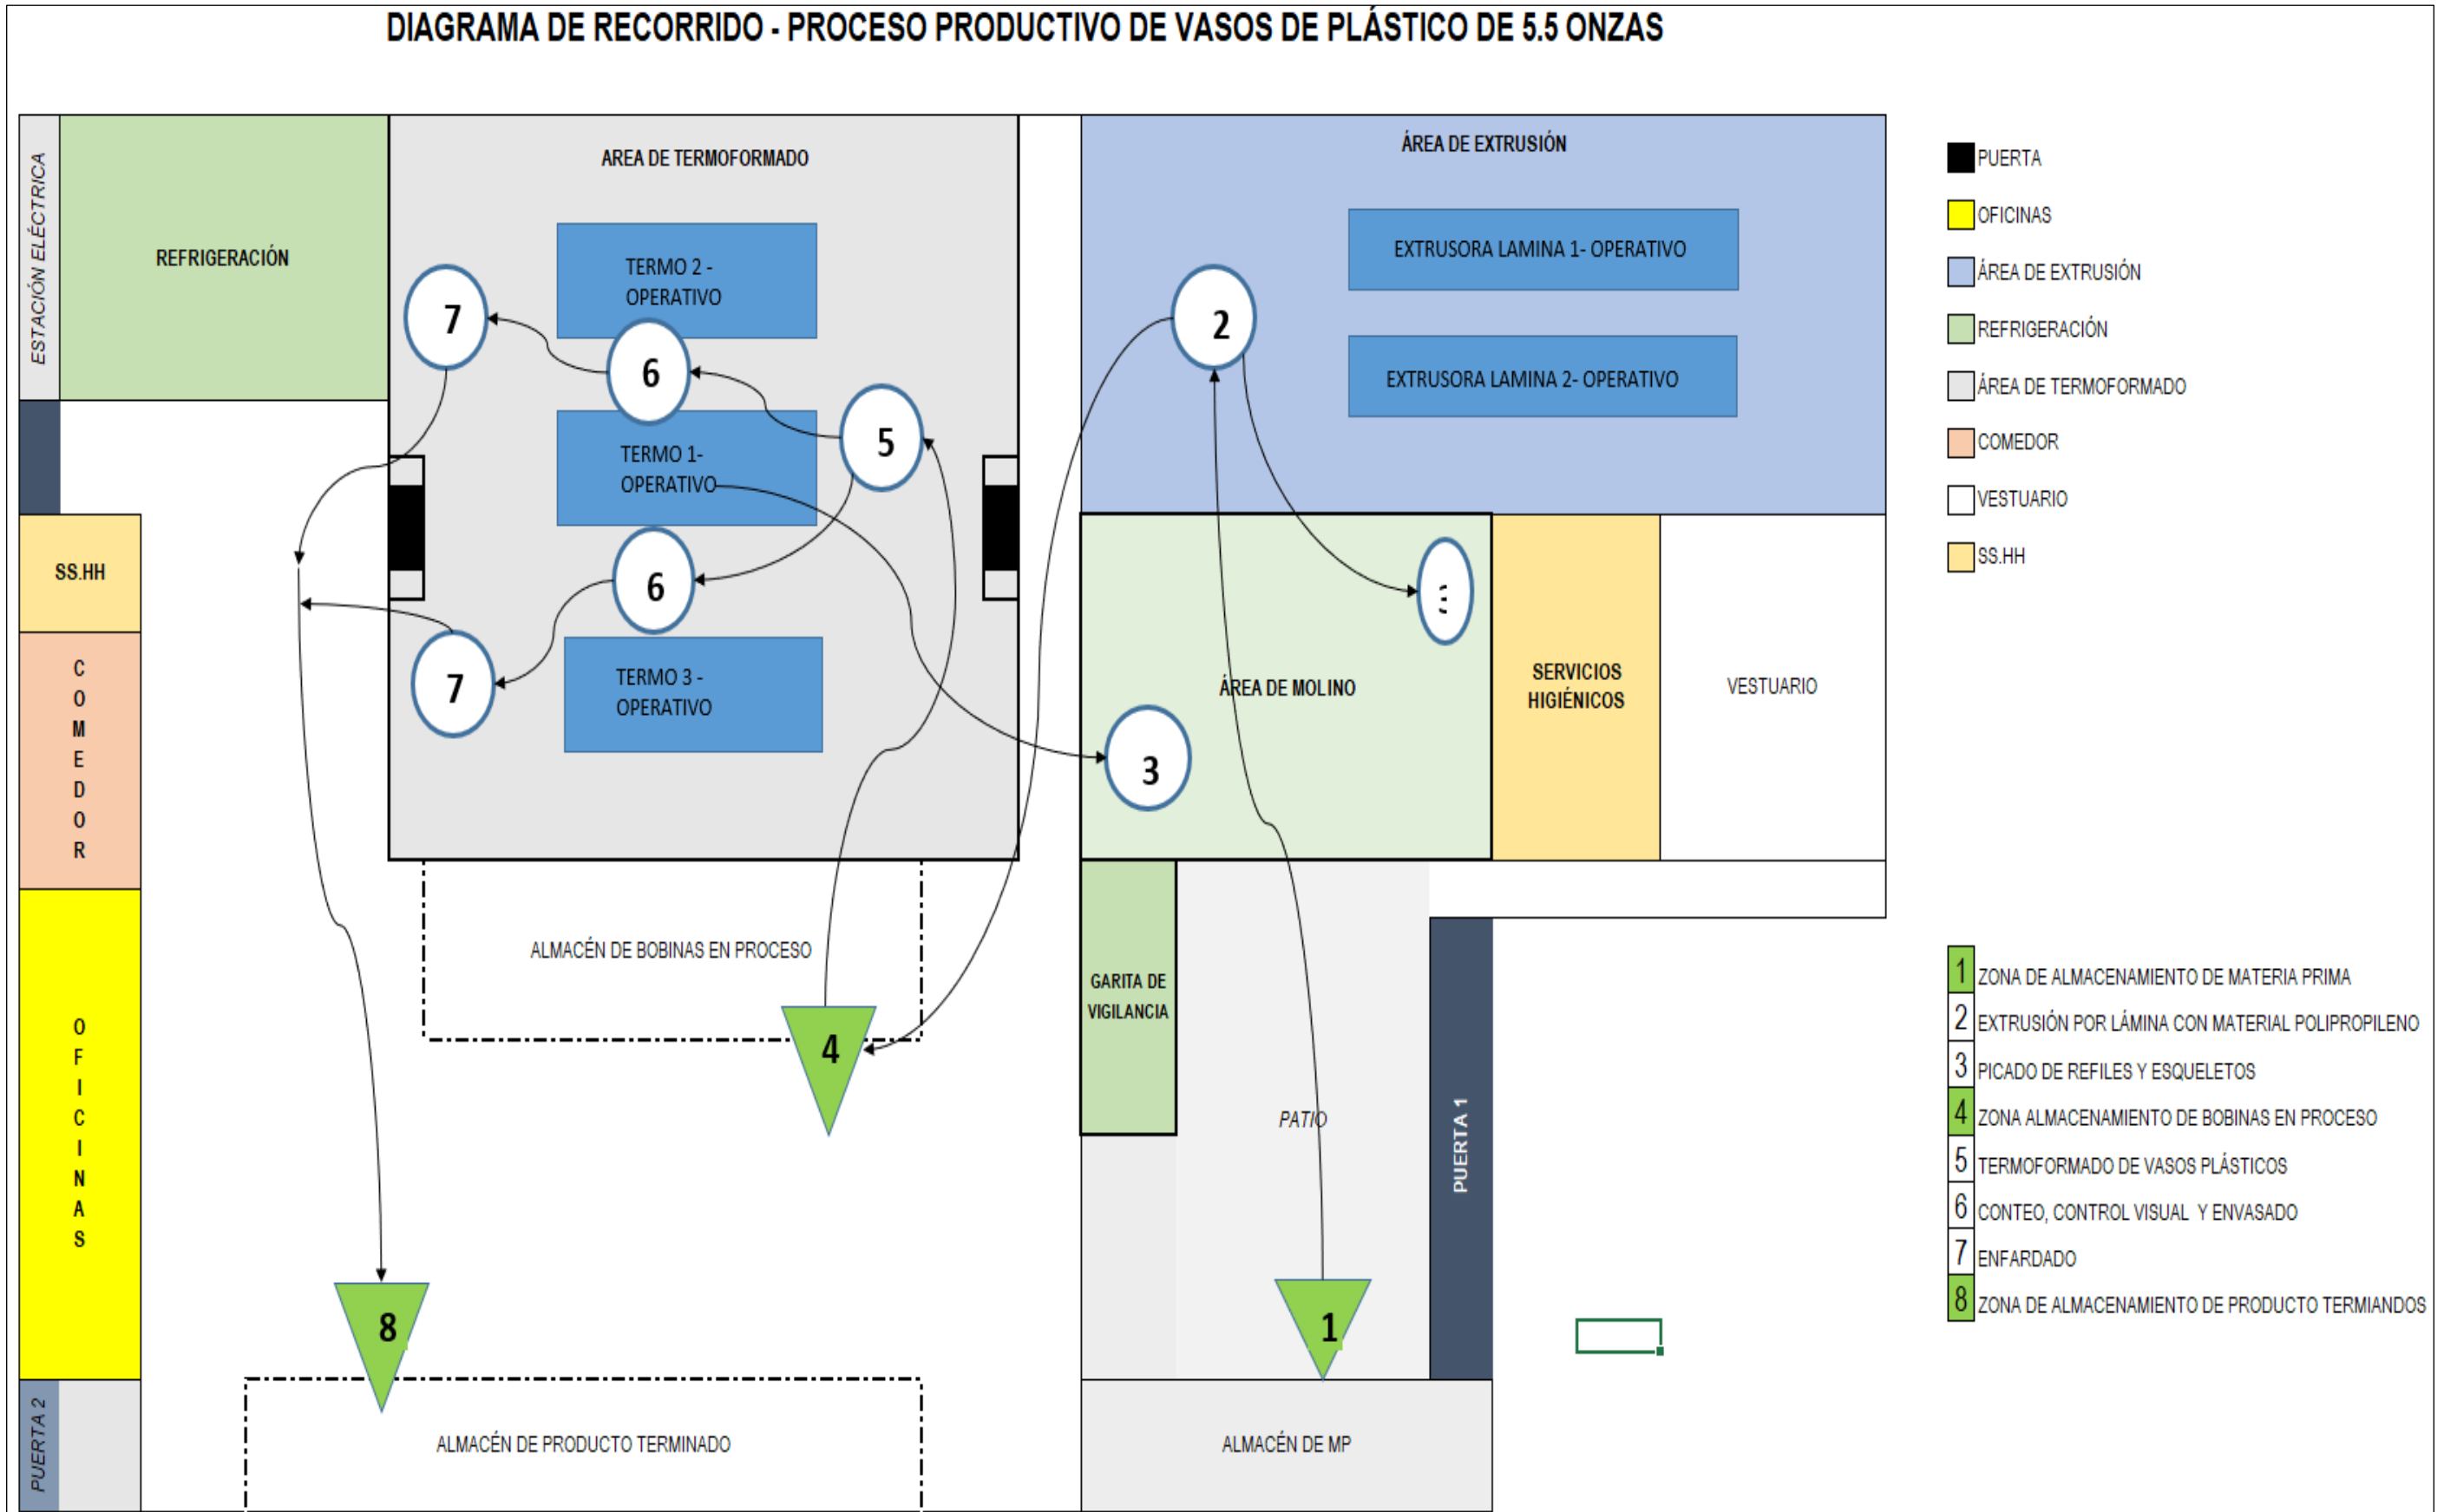 DIAGRAMA DE RECORRIDO - PROCESO PRODUCTIVO DE VASOS DE PLÁSTICO DE 5.5 ONZAS
ESTACIÓN ELÉCTRICA
REFRIGERACIÓN
AREA DE TERMOFORMADO
TERMO 2 -
OPERATIVO
7
6
5
TERMO 1-
OPERATIVO
6
7
TERMO 3 -
OPERATIVO
ÁREA DE EXTRUSIÓN
EXTRUSORA LAMINA 1- OPERATIVO
2
EXTRUSORA LAMINA 2- OPERATIVO
3
ÁREA DE MOLINO
3
SERVICIOS
HIGIÉNICOS
VESTUARIO
SS.HH
COMEDOR
OFICINAS
PUERTA 2
ALMACÉN DE BOBINAS EN PROCESO
4
GARITA DE
VIGILANCIA
PATIO
PUERTA 1
8
1
ALMACÉN DE PRODUCTO TERMINADO
ALMACÉN DE MP
PUERTA
OFICINAS
ÁREA DE EXTRUSIÓN
REFRIGERACIÓN
ÁREA DE TERMOFORMADO
COMEDOR
VESTUARIO
SS.HH
1 ZONA DE ALMACENAMIENTO DE MATERIA PRIMA
2 EXTRUSIÓN POR LÁMINA CON MATERIAL POLIPROPILENO
3 PICADO DE REFILES Y ESQUELETOS
4 ZONA ALMACENAMIENTO DE BOBINAS EN PROCESO
5 TERMOFORMADO DE VASOS PLÁSTICOS
6 CONTEO, CONTROL VISUAL Y ENVASADO
7 ENFARDADO
8 ZONA DE ALMACENAMIENTO DE PRODUCTO TERMIANDOS